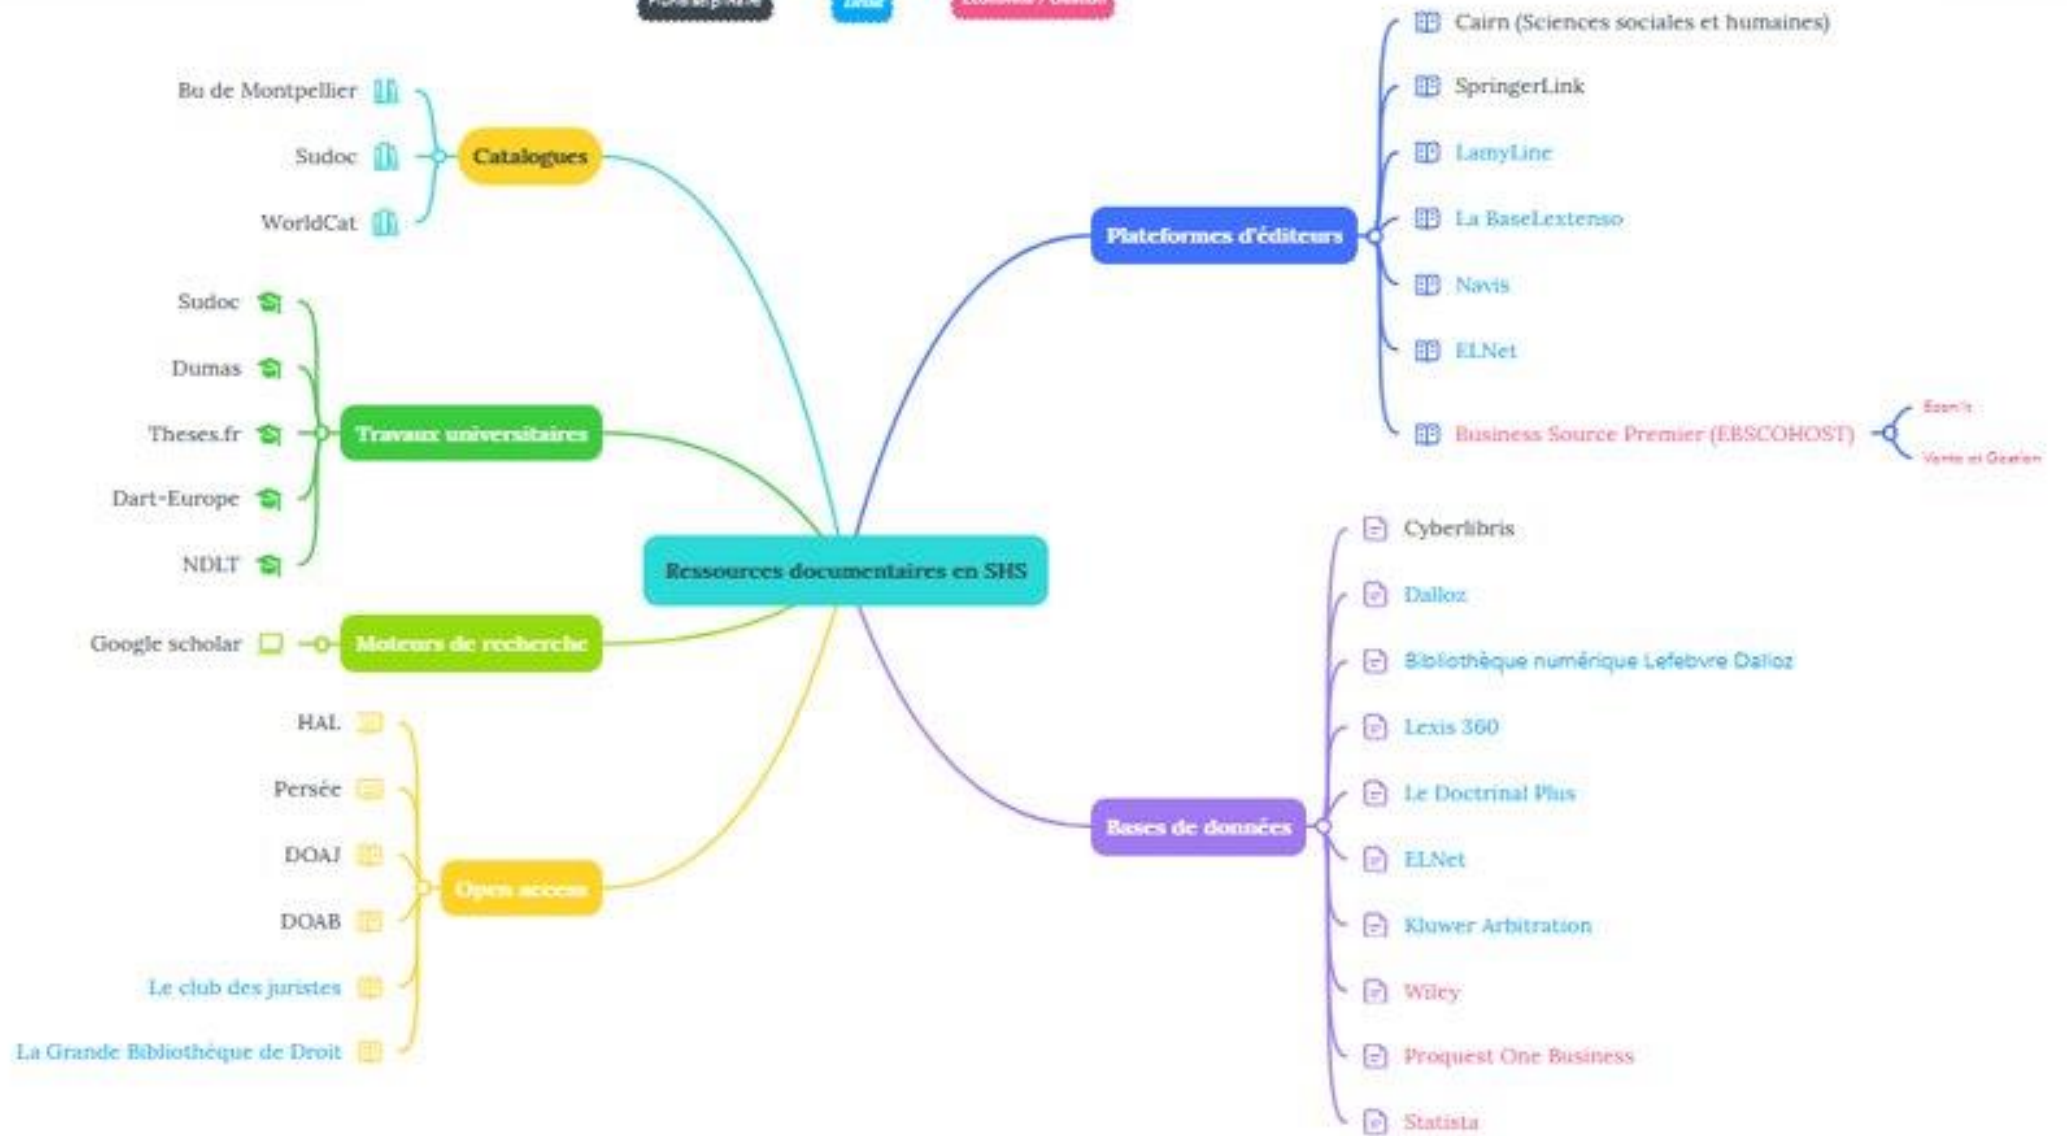 Droit
Bu de Montpellier
Sudoc
WorldCat
Catalogues
Sudoc
Dumas
Theses.fr
Dart-Europe
NDLT
Travaux universitaires
Google scholar
Moteurs de recherche
HAL
Persée
DOAJ
DOAB
Le club des juristes
La Grande Bibliothèque de Droit
Open access
Ressources documentaires en SHS
Plateformes d'éditeurs
Cairn (Sciences sociales et humaines)
SpringerLink
LamyLine
La BaseLextenso
Navis
ELNet
Business Source Premier (EBSCOHOST)
Vente et Gestion
Bases de données
Cyberlibris
Dalloz
Bibliothèque numérique Lefebvre Dalloz
Lexis 360
Le Doctrinal Plus
ELNet
Kluwer Arbitration
Wiley
Proquest One Business
Statista